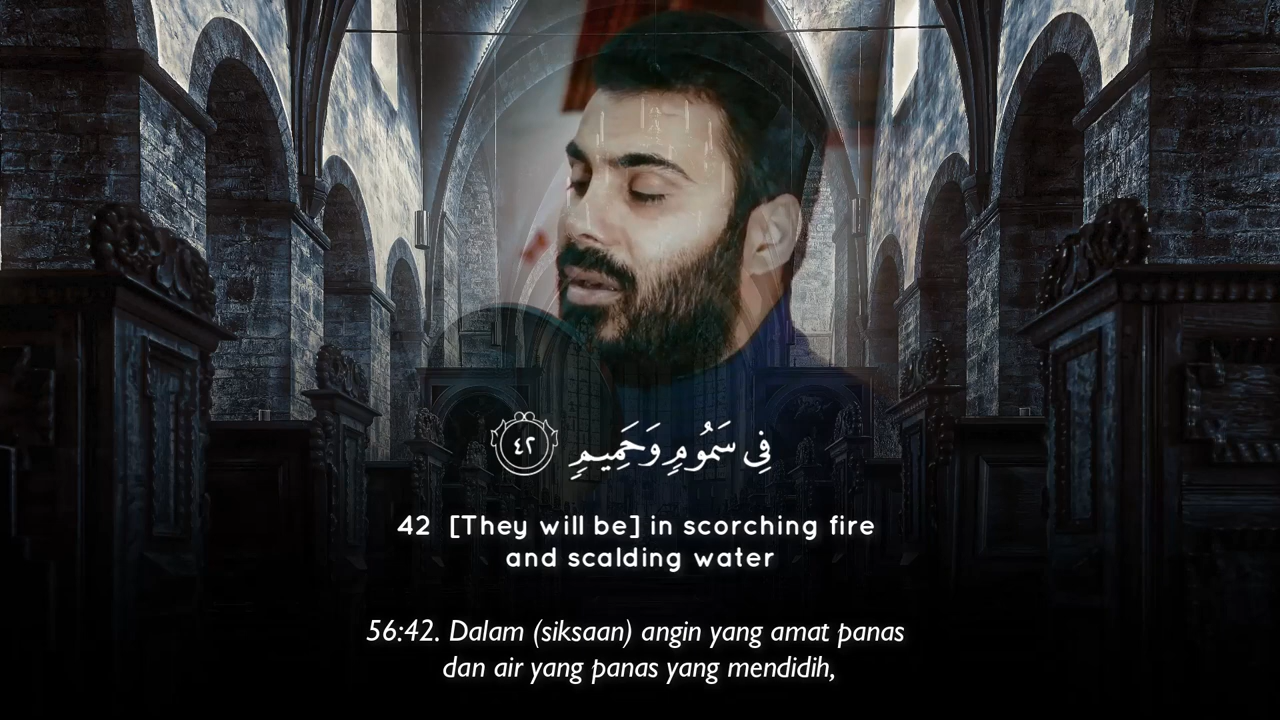 فِي سَمُومٍ وَحَمِيمٍ ٤٢
42 [They will be] in scorching fire
and scalding water
56:42. Dalam (siksaan) angin yang amat panas
dan air yang panas yang mendidih,